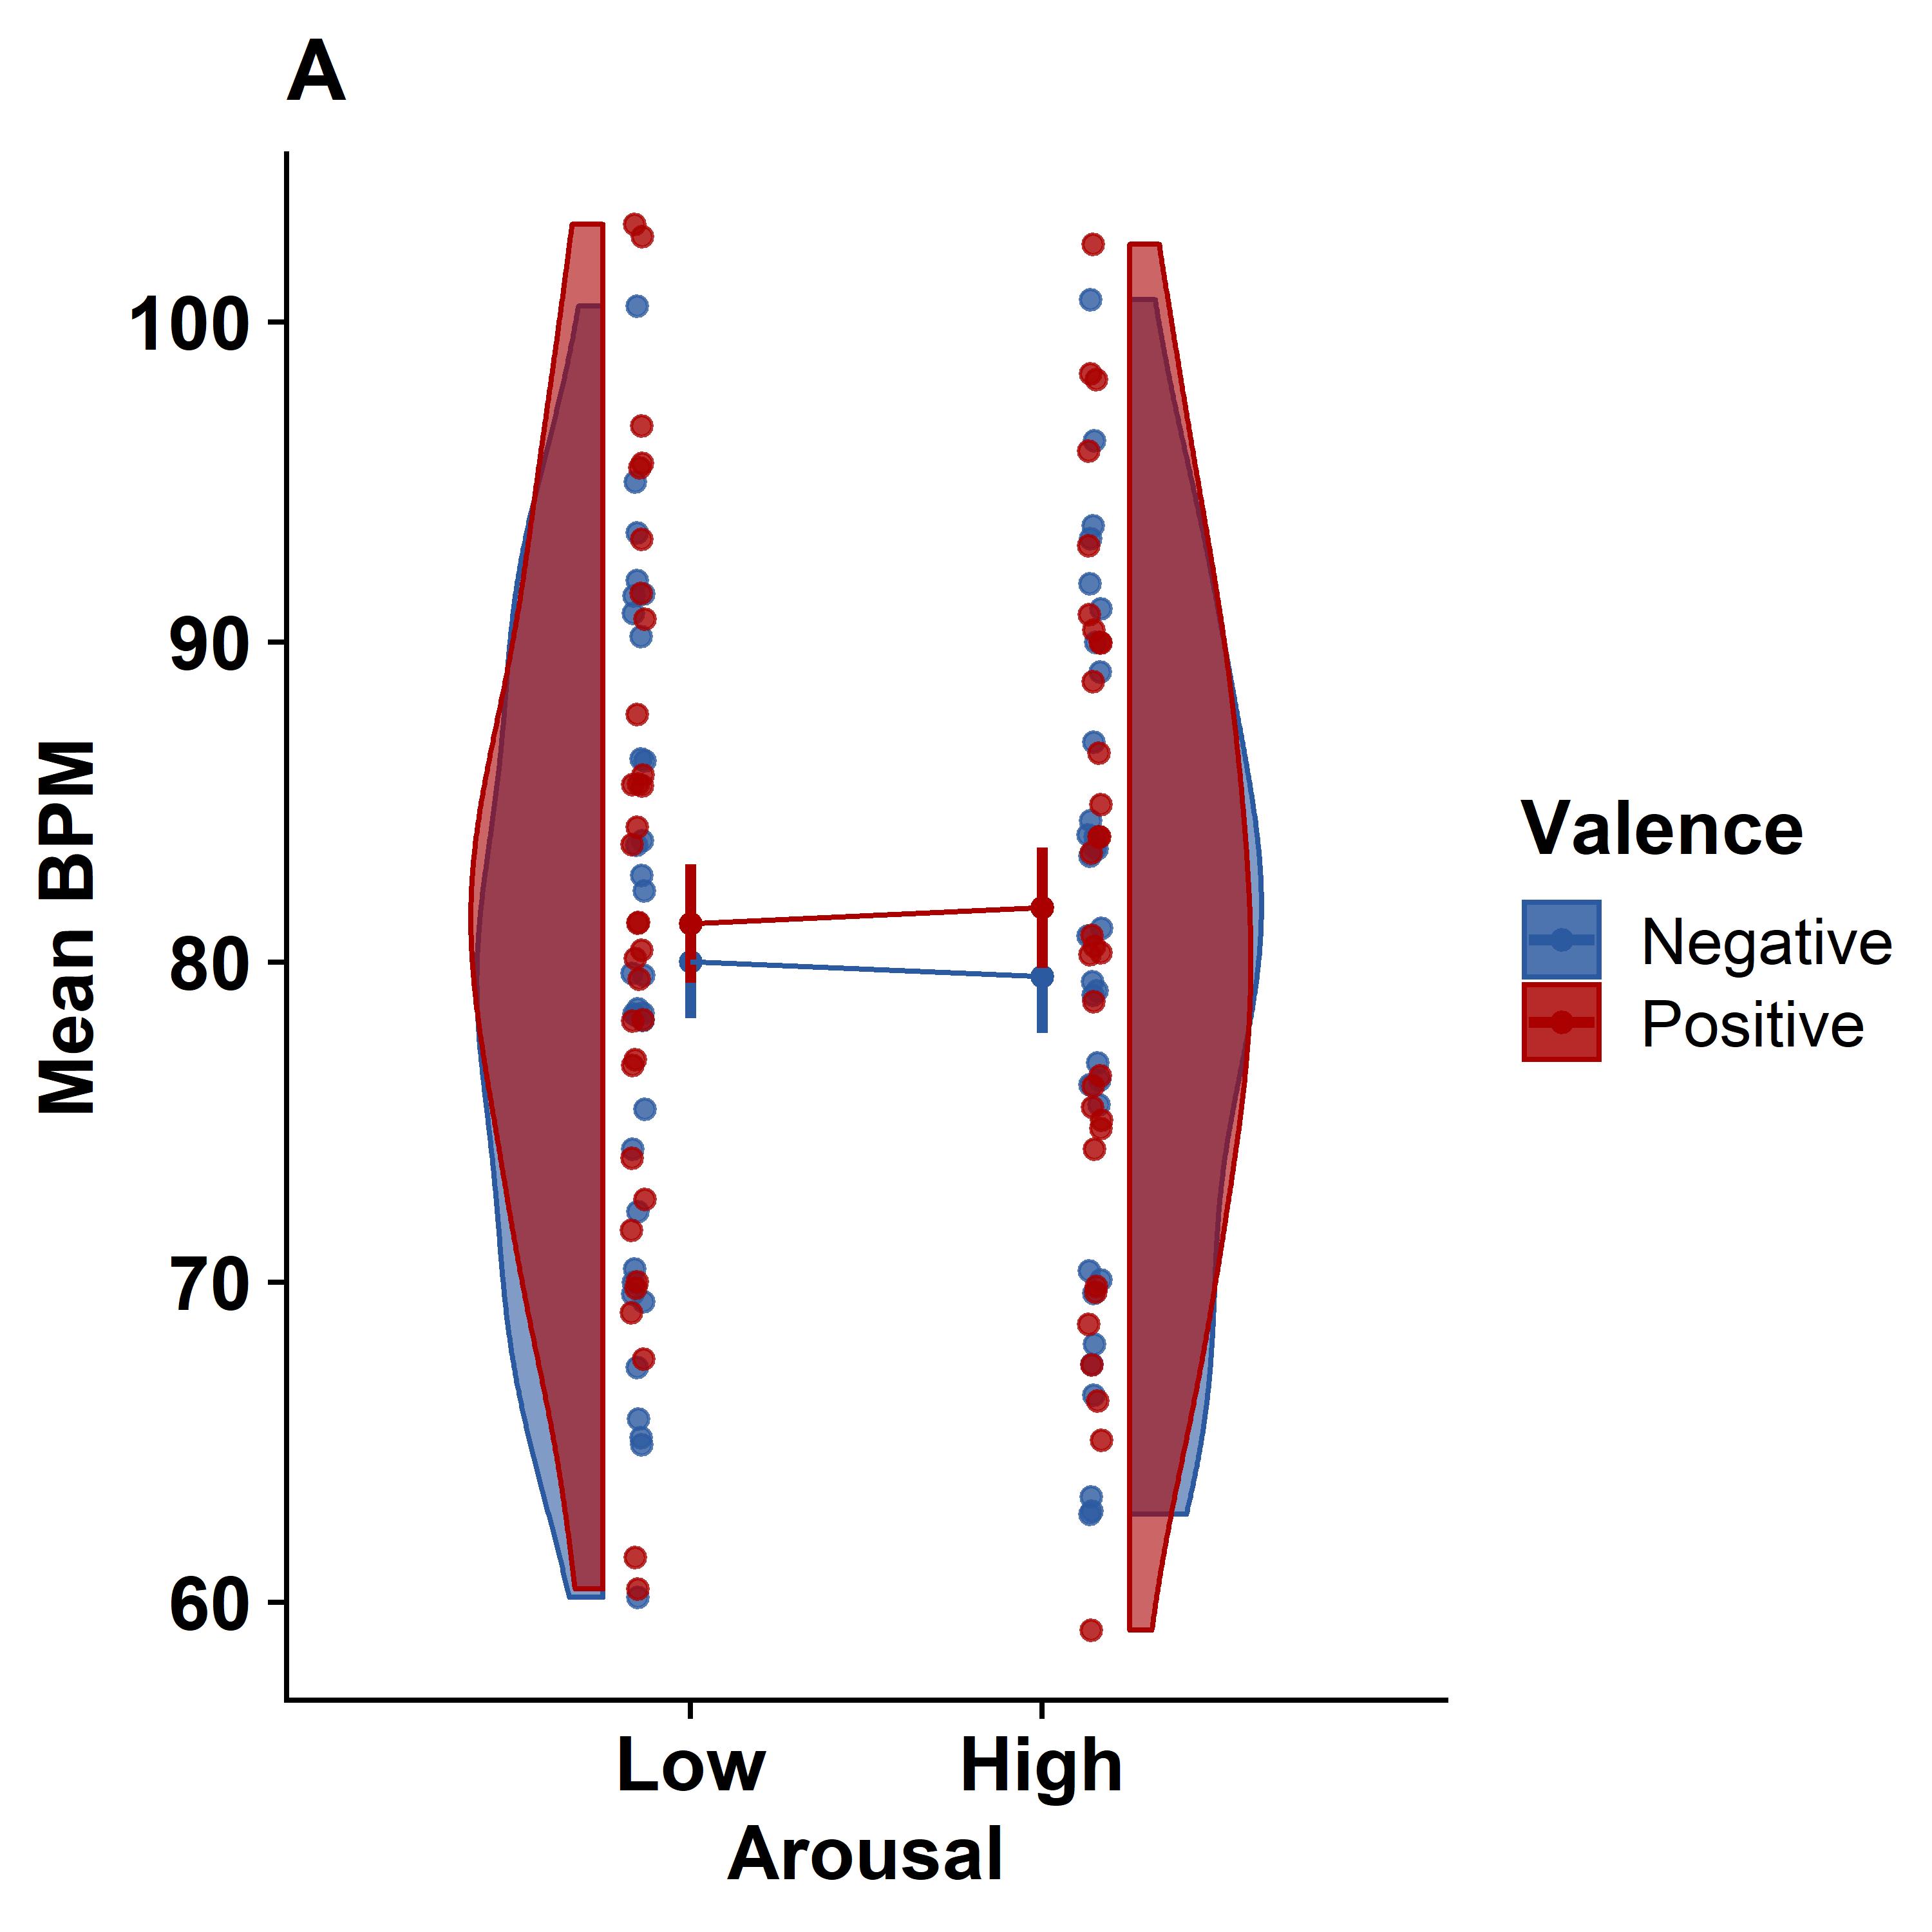 A
Mean BPM
100
90
80
70
60
Low High
Arousal
Valence
Negative
Positive